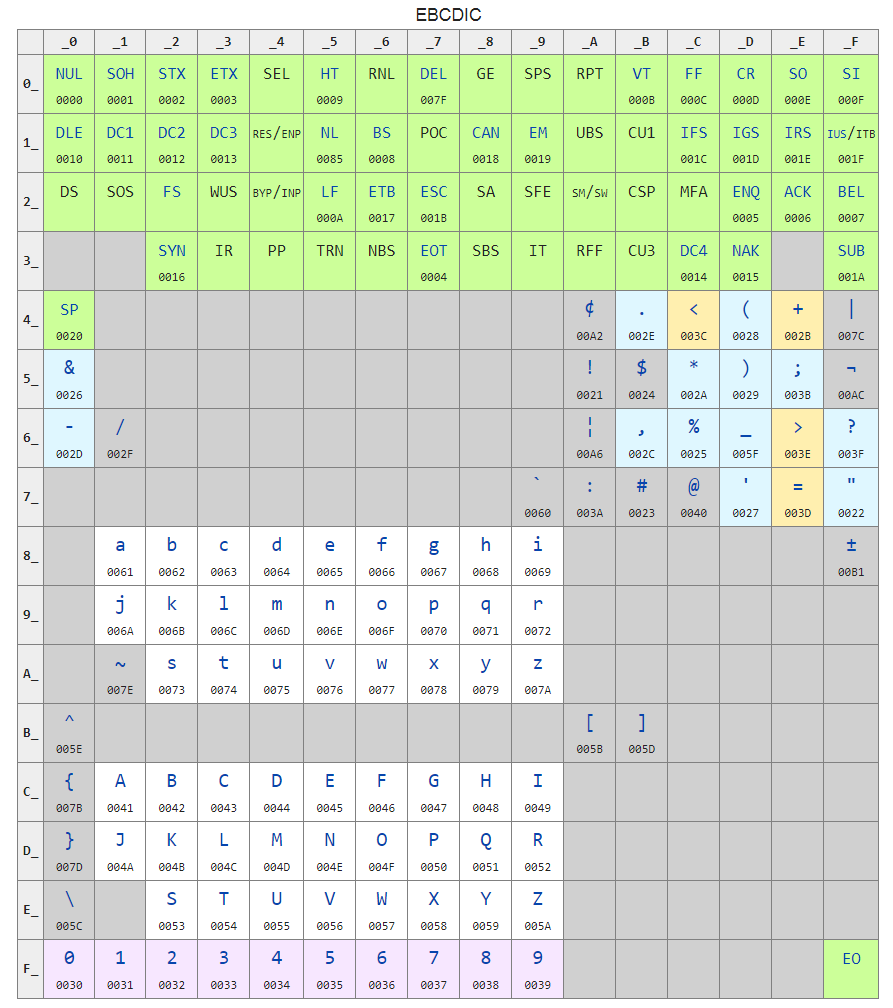 EBCDIC
_0 _1 _2 _3 _4 _5 _6 _7 _8 _9 _A _B _C _D _E _F
0_ NUL SOH STX ETX SEL HT RNL DEL GE SPS RPT VT FF CR SO SI
0000 0001 0002 0003 0009 007F 000B 000C 000D 000E 000F
1_ DLE DC1 DC2 DC3 RES/ENP NL BS POC CAN EM UBS CU1 IFS IGS IRS IUS/ITB
0010 0011 0012 0013 0085 0008 0018 0019 001C 001D 001E 001F
2_ DS SOS FS WUS BYP/INP LF ETB ESC SA SFE SM/SW CSP MFA ENQ ACK BEL
000A 0017 001B 0005 0006 0007
3_ SYN IR PP TRN NBS EOT SBS IT RFF CU3 DC4 NAK SUB
0016 0004 0014 0015 001A
4_ SP ¢ . < ( + |
0020 00A2 002E 003C 0028 002B 007C
5_ & ! $ * ) ; ¬
0026 0021 0024 002A 0029 003B 00AC
6_ - / ¦ , % _ > ?
002D 002F 00A6 002C 0025 005F 003E 003F
7_ ` : # @ ' = "
0060 003A 0023 0040 0027 003D 0022
8_ a b c d e f g h i ±
0061 0062 0063 0064 0065 0066 0067 0068 0069 00B1
9_ j k l m n o p q r
006A 006B 006C 006D 006E 006F 0070 0071 0072
A_ ~ s t u v w x y z
007E 0073 0074 0075 0076 0077 0078 0079 007A
B_ ^ [ ]
005E 005B 005D
C_ { A B C D E F G H I
007B 0041 0042 0043 0044 0045 0046 0047 0048 0049
D_ } J K L M N O P Q R
007D 004A 004B 004C 004D 004E 004F 0050 0051 0052
E_ \ S T U V W X Y Z
005C 0053 0054 0055 0056 0057 0058 0059 005A
F_ 0 1 2 3 4 5 6 7 8 9 EO
0030 0031 0032 0033 0034 0035 0036 0037 0038 0039